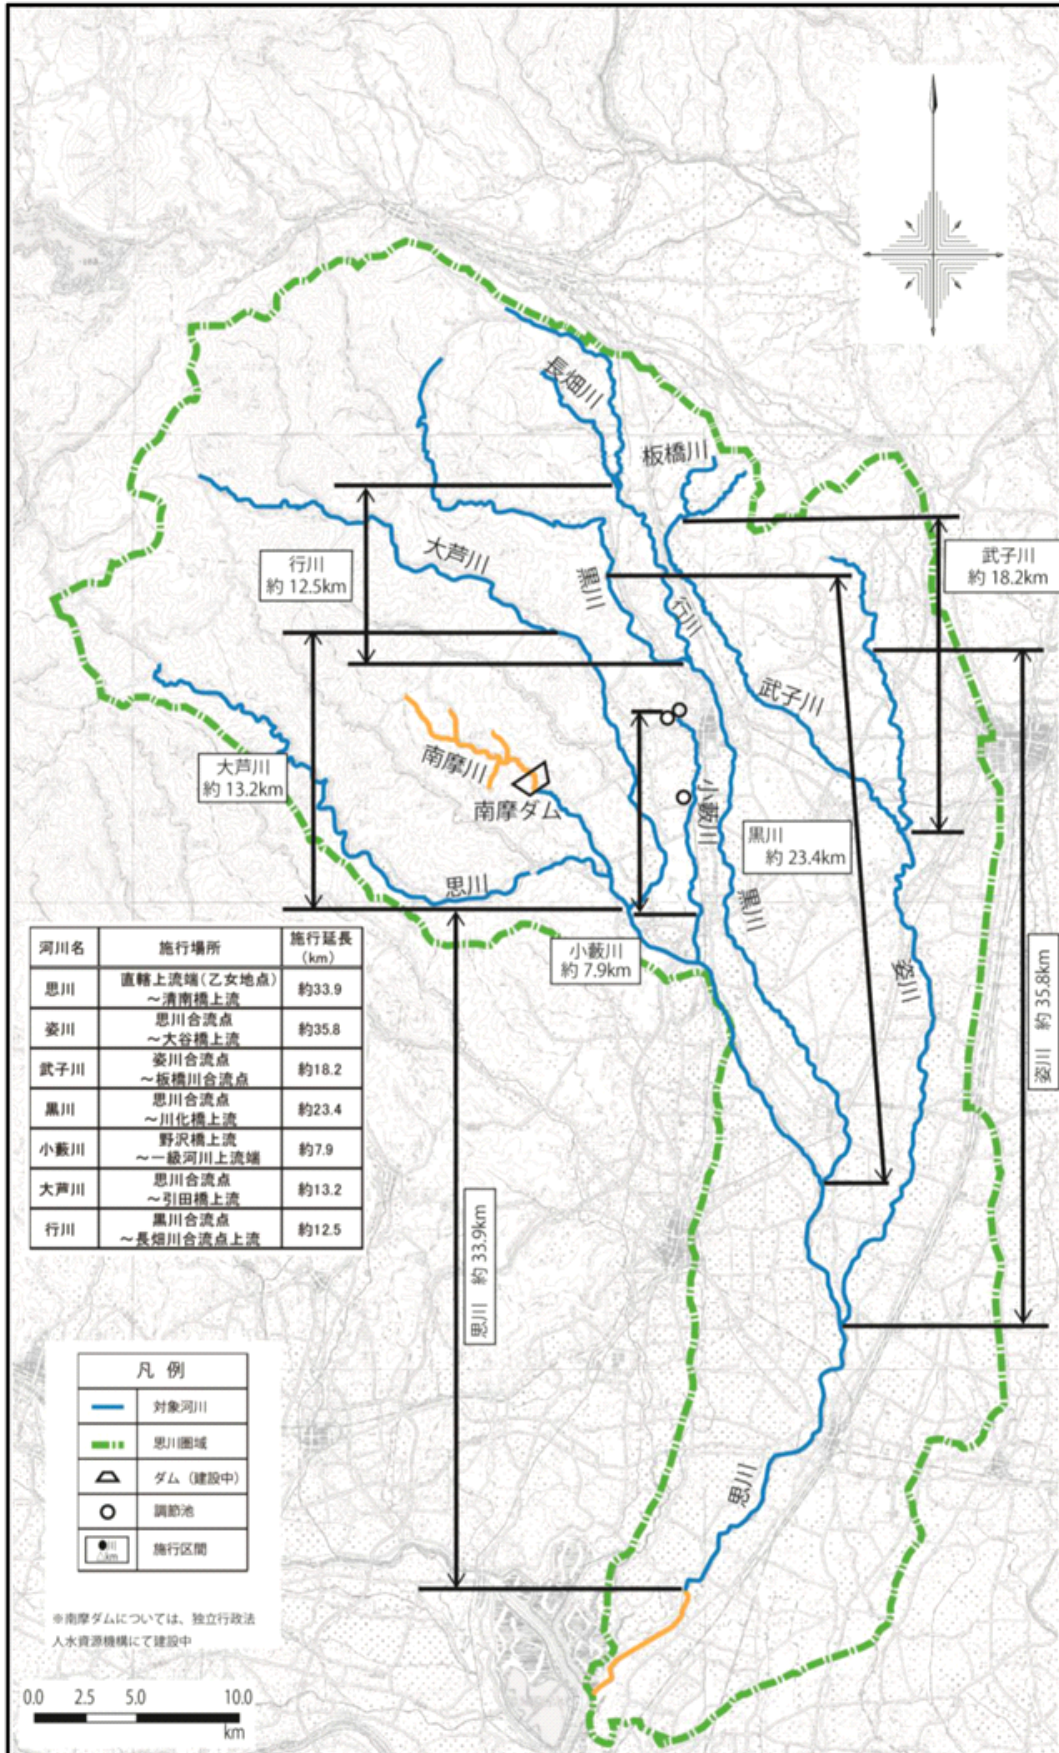 長畑川
板橋川
大芦川
黒川
行川
武子川
行川
約 12.5km
武子川
約 18.2km
南摩川
南摩ダム
小藪川
大芦川
約 13.2km
黒川
約 23.4km
思川
黒川
姿川
小藪川
約 7.9km
姿川 約 35.8km
思川 約 33.9km
思川
河川名 施行場所 施行延長
(km)
思川 直轄上流端(乙女地点)
～清南橋上流 約33.9
姿川 思川合流点
～大谷橋上流 約35.8
武子川 姿川合流点
～板橋川合流点 約18.2
黒川 思川合流点
～川化橋上流 約23.4
小藪川 野沢橋上流
～一級河川上流端 約7.9
大芦川 思川合流点
～引田橋上流 約13.2
行川 黒川合流点
～長畑川合流点上流 約12.5
凡 例
対象河川
思川圏域
ダム（建設中）
調節池
●川
△km
施行区間
※南摩ダムについては、独立行政法
人水資源機構にて建設中
0.0 2.5 5.0 10.0
km